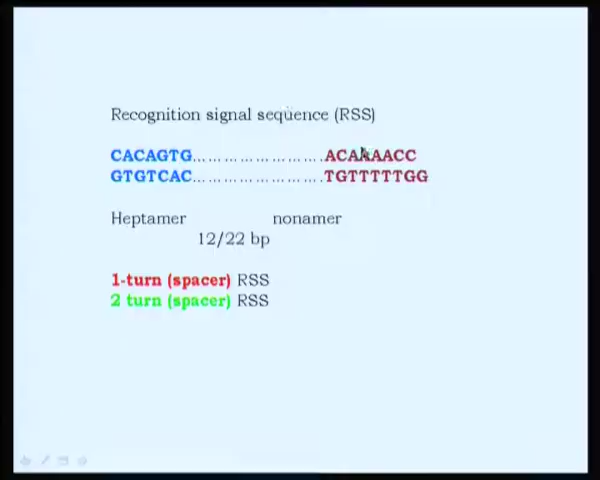 Recognition signal sequence (RSS)
CACAGTG........................ACAAAACC
GTGTCAC........................TGTTTTTGG
Heptamer nonamer
12/22 bp
1-turn (spacer) RSS
2 turn (spacer) RSS